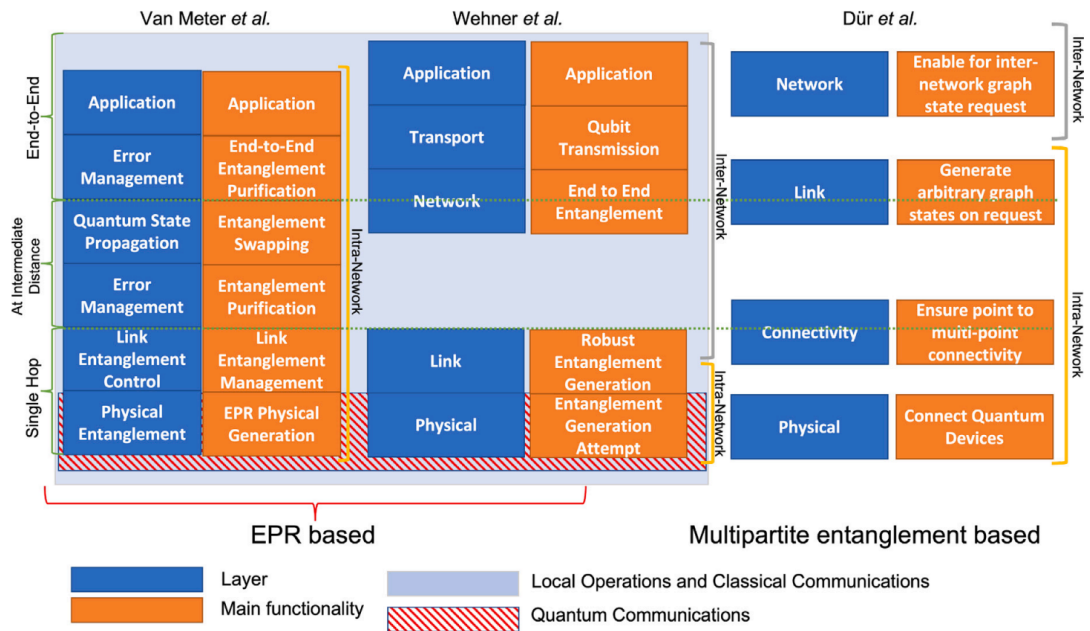 Van Meter et al.
Wehner et al.
Dür et al.
End-to-End
At Intermediate
Distance
Single Hop
Application
Application
Error
Management
End-to-End
Entanglement
Purification
Quantum State
Propagation
Entanglement
Swapping
Error
Management
Entanglement
Purification
Link
Entanglement
Control
Link
Entanglement
Management
Physical
Entanglement
EPR Physical
Generation
Intra-Network
Application
Application
Transport
Qubit
Transmission
Network
End to End
Entanglement
Link
Robust
Entanglement
Generation
Physical
Entanglement
Generation
Attempt
Inter-Network
Intra-Network
Network
Enable for inter-
network graph
state request
Link
Generate
arbitrary graph
states on request
Connectivity
Ensure point to
multi-point
connectivity
Physical
Connect Quantum
Devices
Inter-Network
Intra-Network
EPR based
Multipartite entanglement based
Layer
Main functionality
Local Operations and Classical Communications
Quantum Communications